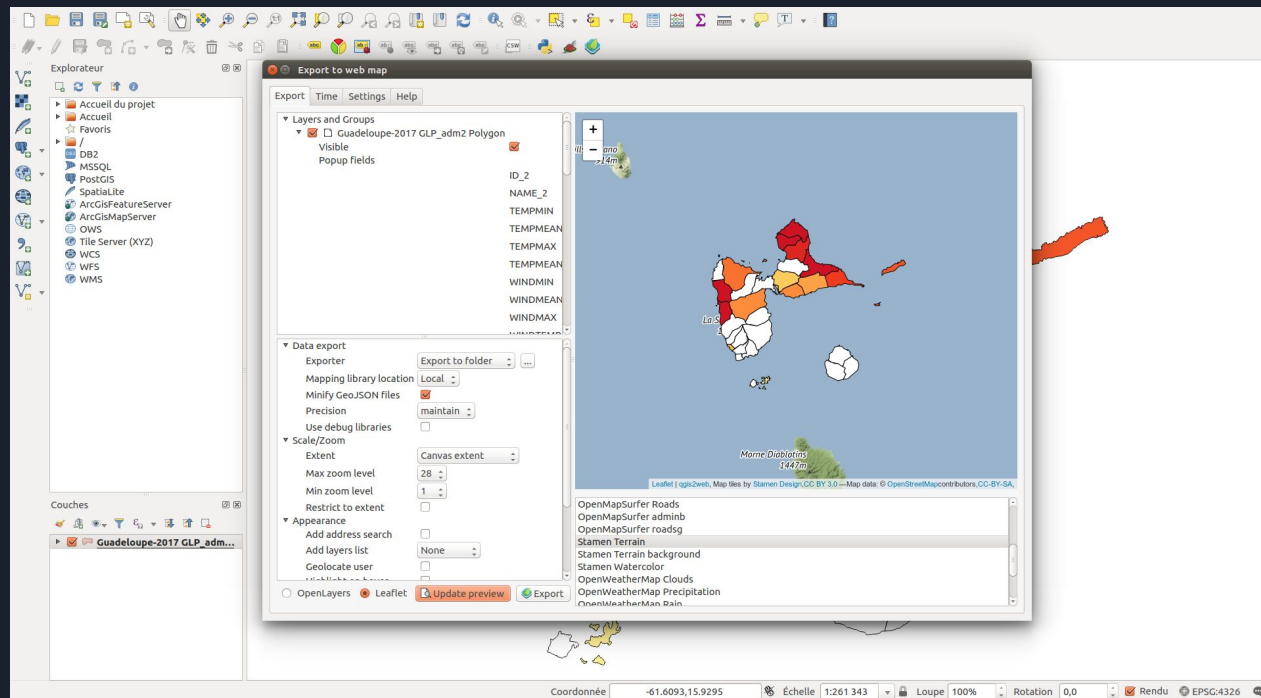 Explorateur
Accueil du projet
Accueil
Favoris
/
DB2
MSSQL
PostGIS
SpatiaLite
ArcGisFeatureServer
ArcGisMapServer
OWS
Tile Server (XYZ)
WCS
WFS
WMS
Couches
Guadeloupe-2017 GLP_adm...
abc
CSW
Export to web map
Export Time Settings Help
Layers and Groups
Guadeloupe-2017 GLP_adm2 Polygon
Visible
Popup fields
ID_2
NAME_2
TEMPMIN
TEMPMEAN
TEMPMAX
TEMPMEAN
WINDMIN
WINDMEAN
WINDMAX
Data export
Exporter Export to folder ...
Mapping library location Local
Minify GeoJSON files
Precision maintain
Use debug libraries
Scale/Zoom
Extent Canvas extent
Max zoom level 28
Min zoom level 1
Restrict to extent
Appearance
Add address search
Add layers list None
Geolocate user
OpenLayers Leaflet Update preview Export
+
−
914m
La S
Morne Diablotins
1447m
Leaflet | qgis2web, Map tiles by Stamen Design,CC BY 3.0 —Map data: © OpenStreetMapcontributors,CC-BY-SA,
OpenMapSurfer Roads
OpenMapSurfer adminb
OpenMapSurfer roadsg
Stamen Terrain
Stamen Terrain background
Stamen Watercolor
OpenWeatherMap Clouds
OpenWeatherMap Precipitation
OpenWeatherMap Rain
Coordonnée -61.6093,15.9295 Échelle 1:261 343 Loupe 100% Rotation 0,0 Rendu EPSG:4326